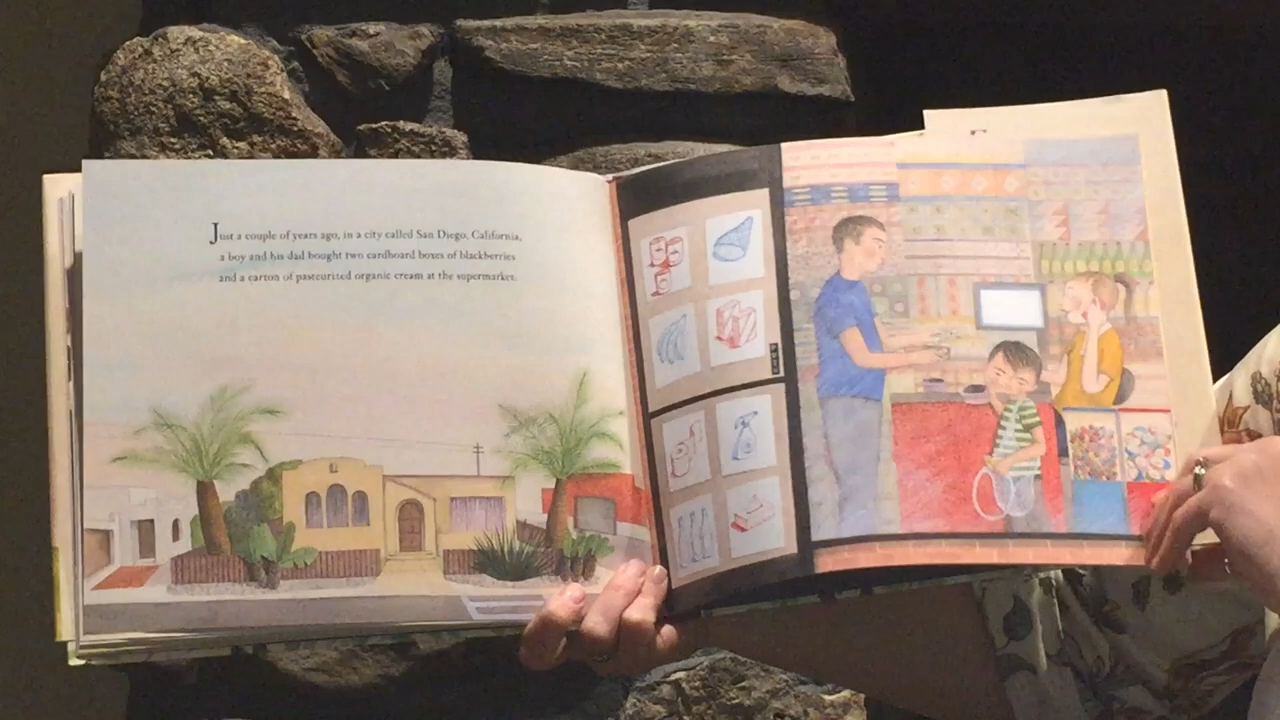 Just a couple of years ago, in a city called San Diego, California,
a boy and his dad bought two cardboard boxes of blackberries
and a carton of pasteurized organic cream at the supermarket.